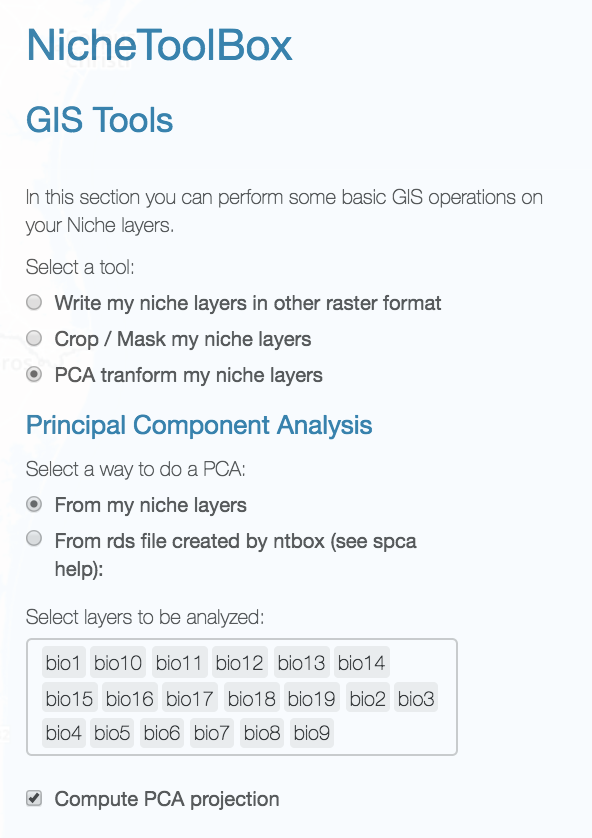 NicheToolBox
GIS Tools
In this section you can perform some basic GIS operations on
your Niche layers.
Select a tool:
Write my niche layers in other raster format
Crop / Mask my niche layers
PCA tranform my niche layers
Principal Component Analysis
Select a way to do a PCA:
From my niche layers
From rds file created by ntbox (see spca
help):
Select layers to be analyzed:
bio1 bio10 bio11 bio12 bio13 bio14
bio15 bio16 bio17 bio18 bio19 bio2 bio3
bio4 bio5 bio6 bio7 bio8 bio9
Compute PCA projection